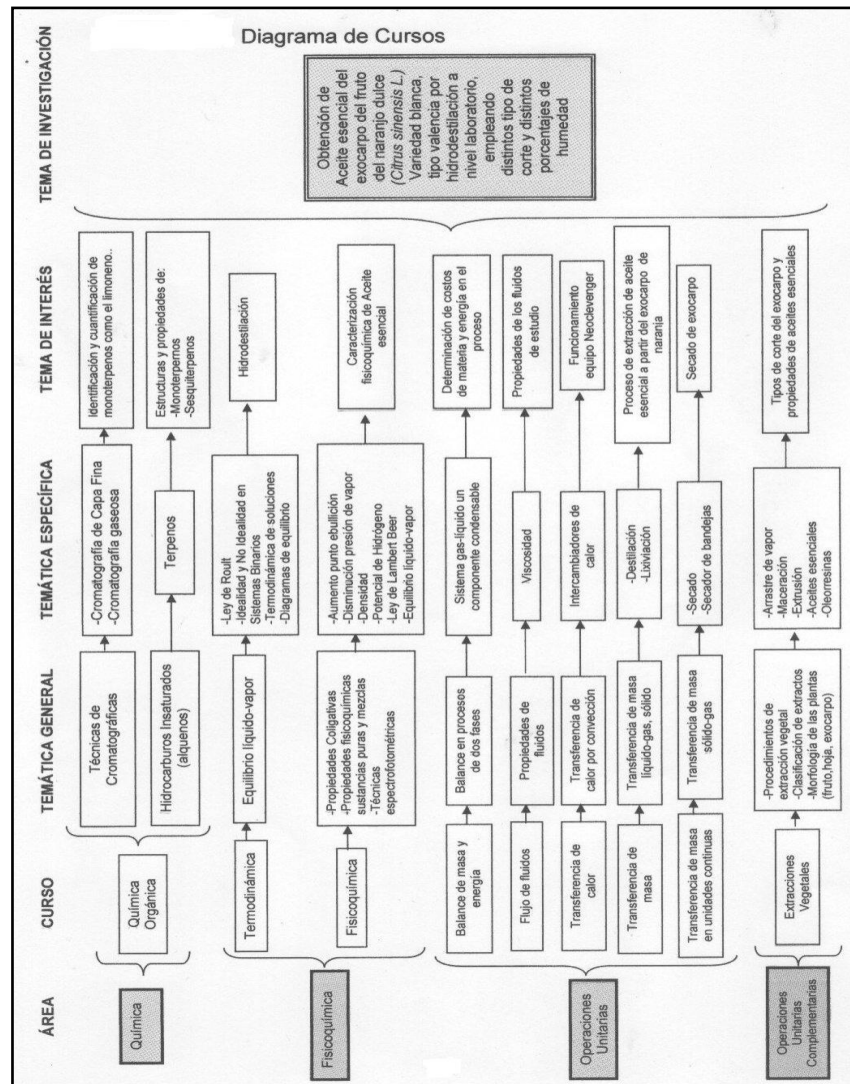 Diagrama de Cursos
ÁREA
CURSO
TEMÁTICA GENERAL
TEMÁTICA ESPECÍFICA
TEMA DE INTERÉS
TEMA DE INVESTIGACIÓN
Química
Química
Orgánica
Técnicas de
Cromatográficas
-Cromatografía de Capa Fina
-Cromatografía gaseosa
Identificación y cuantificación de
monoterpenos como el limoneno..
Hidrocarburos Insaturados
(alquenos)
Terpenos
Estructuras y propiedades de:
-Monoterpernos
-Sesquiterpenos
Fisicoquímica
Termodinámica
Equilibrio líquido-vapor
-Ley de Roult
-Idealidad y No Idealidad en
Sistemas Binarios
-Termodinámica de soluciones
-Diagramas de equilibrio
Hidrodestilación
Fisicoquímica
-Propiedades Coligativas
-Propiedades fisicoquímicas
sustancias puras y mezclas
-Técnicas
espectrofotométricas
-Aumento punto ebullición
-Disminución presión de vapor
-Densidad
-Potencial de Hidrógeno
-Ley de Lambert Beer
-Equilibrio líquido-vapor
Caracterización
fisicoquímica de Aceite
esencial
Operaciones
Unitarias
Balance de masa y
energía
Balance en procesos
de dos fases
Sistema gas-líquido un
componente condensable
Determinación de costos
de materia y energía en el
proceso
Flujo de fluidos
Propiedades de
fluidos
Viscosidad
Propiedades de los fluidos
de estudio
Transferencia de
calor
Transferencia de
calor por convección
Intercambiadores de
calor
Funcionamiento
equipo Neoclevenger
Transferencia de
masa
Transferencia de masa
líquido-gas, sólido
-Destilación
-Lixiviación
Proceso de extracción de aceite
esencial a partir del exocarpo de
naranja
Transferencia de masa
en unidades continuas
Transferencia de masa
sólido-gas
-Secado
-Secador de bandejas
Secado de exocarpo
Operaciones
Unitarias
Complementarias
Extracciones
Vegetales
-Procedimientos de
extracción vegetal
-Clasificación de extractos
-Morfología de las plantas
(fruto,hoja, exocarpo)
-Arrastre de vapor
-Maceración
-Extrusión
-Aceites esenciales
-Oleorresinas
Tipos de corte del exocarpo y
propiedades de aceites esenciales
Obtención de
Aceite esencial del
exocarpo del fruto
del naranjo dulce
(Citrus sinensis L.)
Variedad blanca,
tipo valencia por
hidrodestilación a
nivel laboratorio,
empleando
distintos tipo de
corte y distintos
porcentajes de
humedad